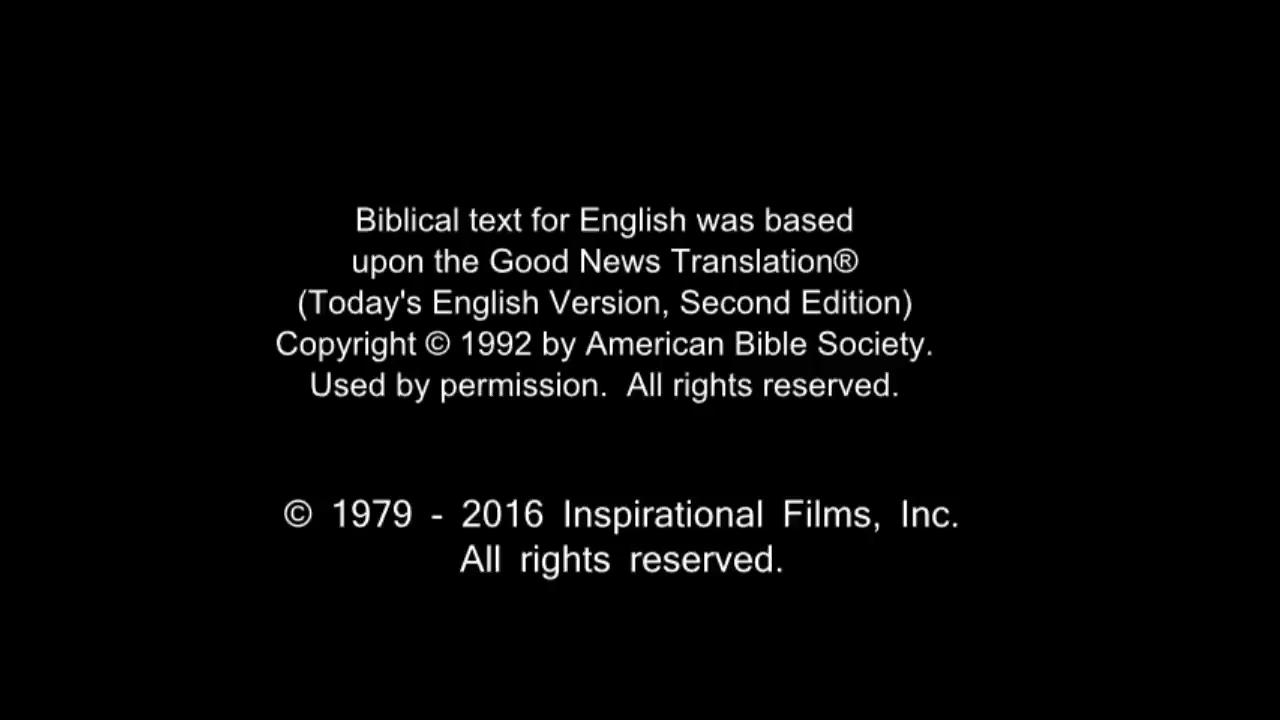 Biblical text for English was based
upon the Good News Translation®
(Today's English Version, Second Edition)
Copyright © 1992 by American Bible Society.
Used by permission.  All rights reserved.
© 1979 - 2016 Inspirational Films, Inc.
All rights reserved.